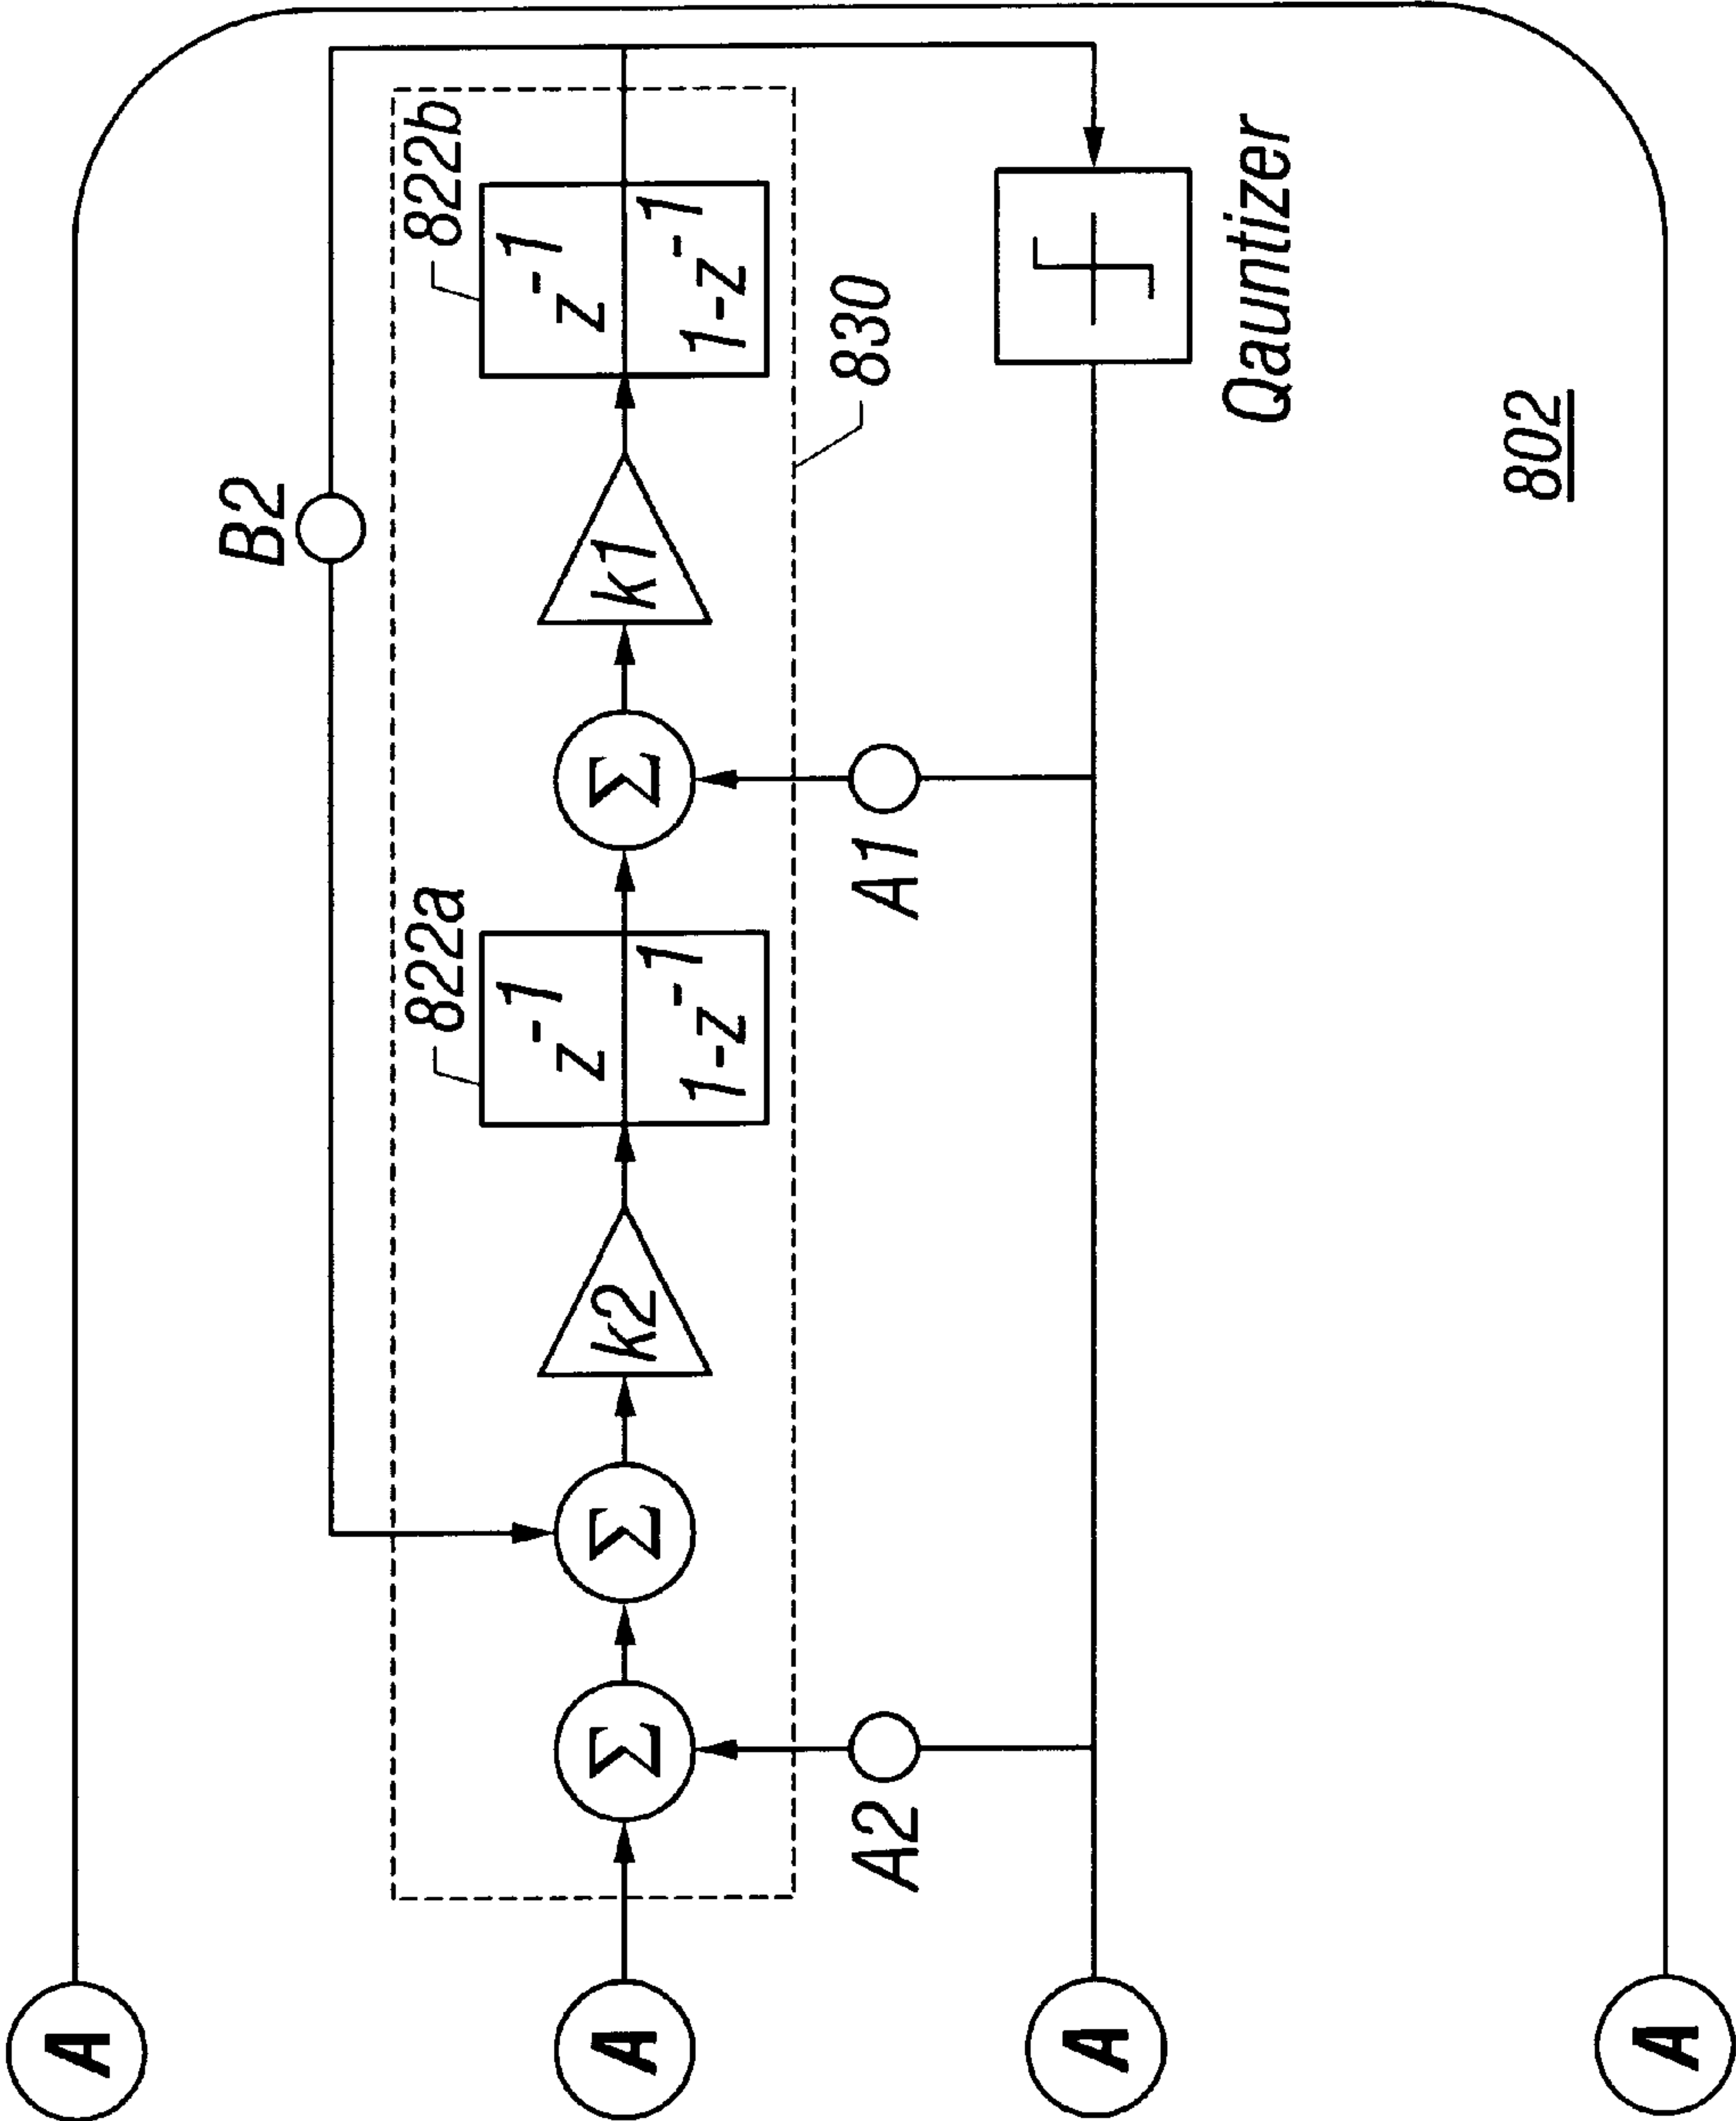 A
B2
822a
822b
z⁻¹
z⁻¹
A
Σ
Σ
k2
Σ
k1
1-z⁻¹
1-z⁻¹
830
A2
A1
A
Qauntizer
802
A